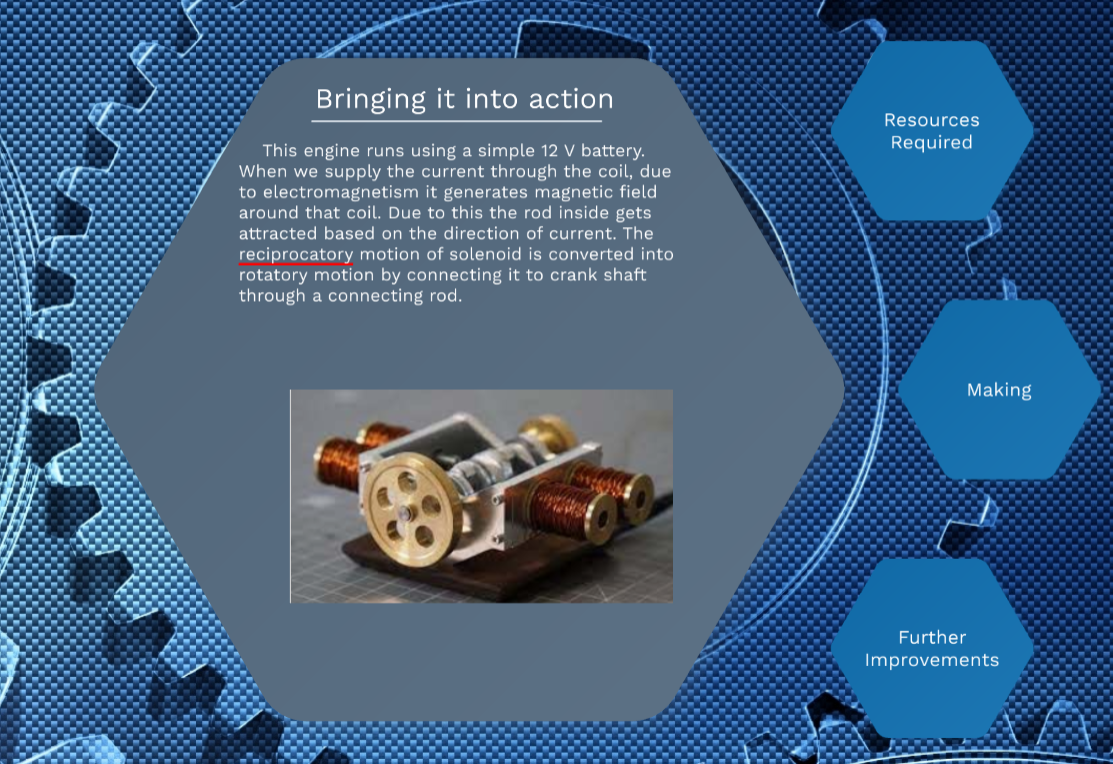 Bringing it into action
This engine runs using a simple 12 V battery.
When we supply the current through the coil, due
to electromagnetism it generates magnetic field
around that coil. Due to this the rod inside gets
attracted based on the direction of current. The
reciprocatory motion of solenoid is converted into
rotatory motion by connecting it to crank shaft
through a connecting rod.
Resources
Required
Making
Further
Improvements